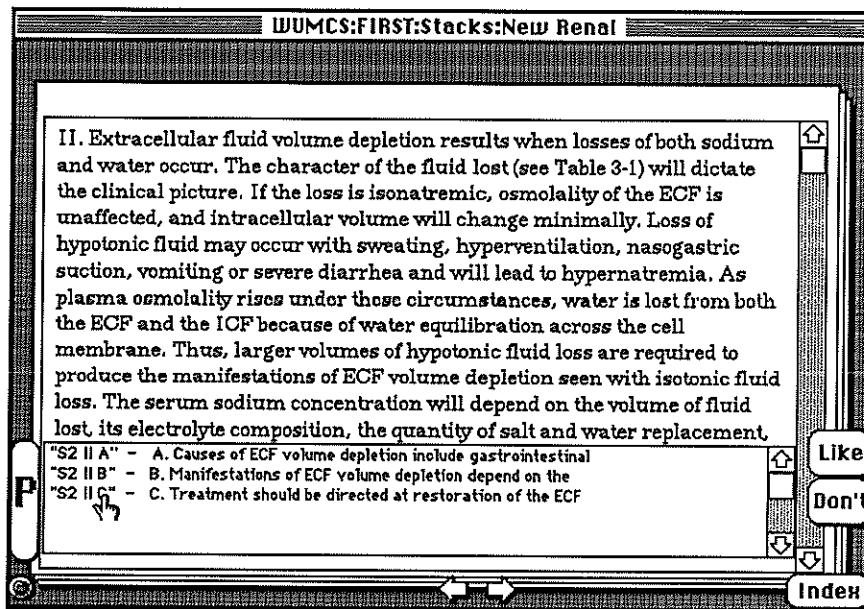 WUMCS:FIRST:Stacks:New Renal
II. Extracellular fluid volume depletion results when losses of both sodium
and water occur. The character of the fluid lost (see Table 3-1) will dictate
the clinical picture. If the loss is isonatremic, osmolality of the ECF is
unaffected, and intracellular volume will change minimally. Loss of
hypotonic fluid may occur with sweating, hyperventilation, nasogastric
suction, vomiting or severe diarrhea and will lead to hypernatremia. As
plasma osmolality rises under these circumstances, water is lost from both
the ECF and the ICF because of water equilibration across the cell
membrane. Thus, larger volumes of hypotonic fluid loss are required to
produce the manifestations of ECF volume depletion seen with isotonic fluid
loss. The serum sodium concentration will depend on the volume of fluid
lost, its electrolyte composition, the quantity of salt and water replacement,
"S2 II A" - A. Causes of ECF volume depletion include gastrointestinal
"S2 II B" - B. Manifestations of ECF volume depletion depend on the
"S2 II C" - C. Treatment should be directed at restoration of the ECF
P
Like
Don't
Index